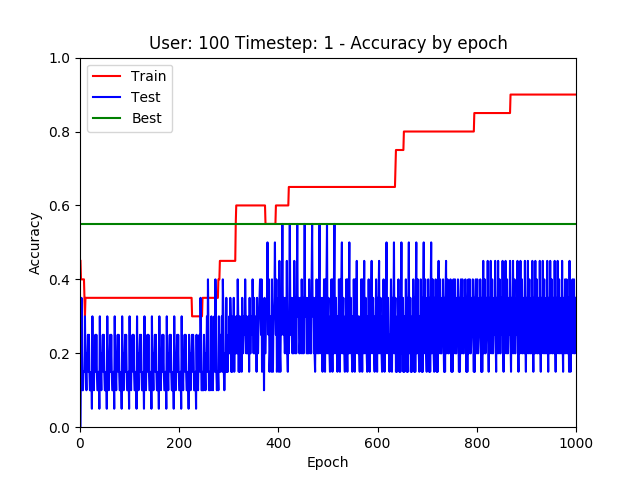 User: 100 Timestep: 1 - Accuracy by epoch
Accuracy
1.0
0.8
0.6
0.4
0.2
0.0
Train
Test
Best
0 200 400 600 800 1000
Epoch